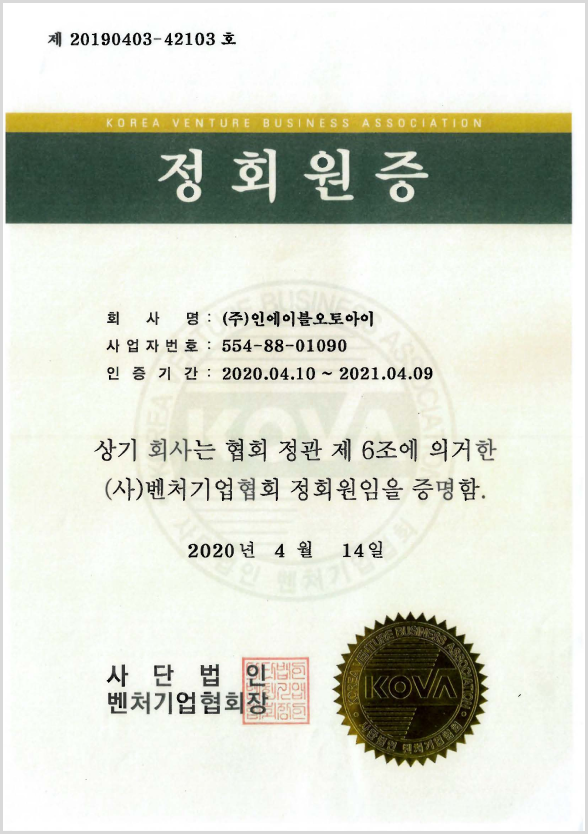 제 20190403-42103 호
KOREA VENTURE BUSINESS ASSOCIATION
정회원증
회 사 명 : (주)인에이블오토아이
사업자번호 : 554-88-01090
인 증 기 간 : 2020.04.10 ~ 2021.04.09
상기 회사는 협회 정관 제 6조에 의거한
(사)벤처기업협회 정회원임을 증명함.
2020년 4 월 14일
사 단 법 인
벤처기업협회장
KOREA VENTURE BUSINESS ASSOCIATION
KOVA
사단법인 벤처기업협회